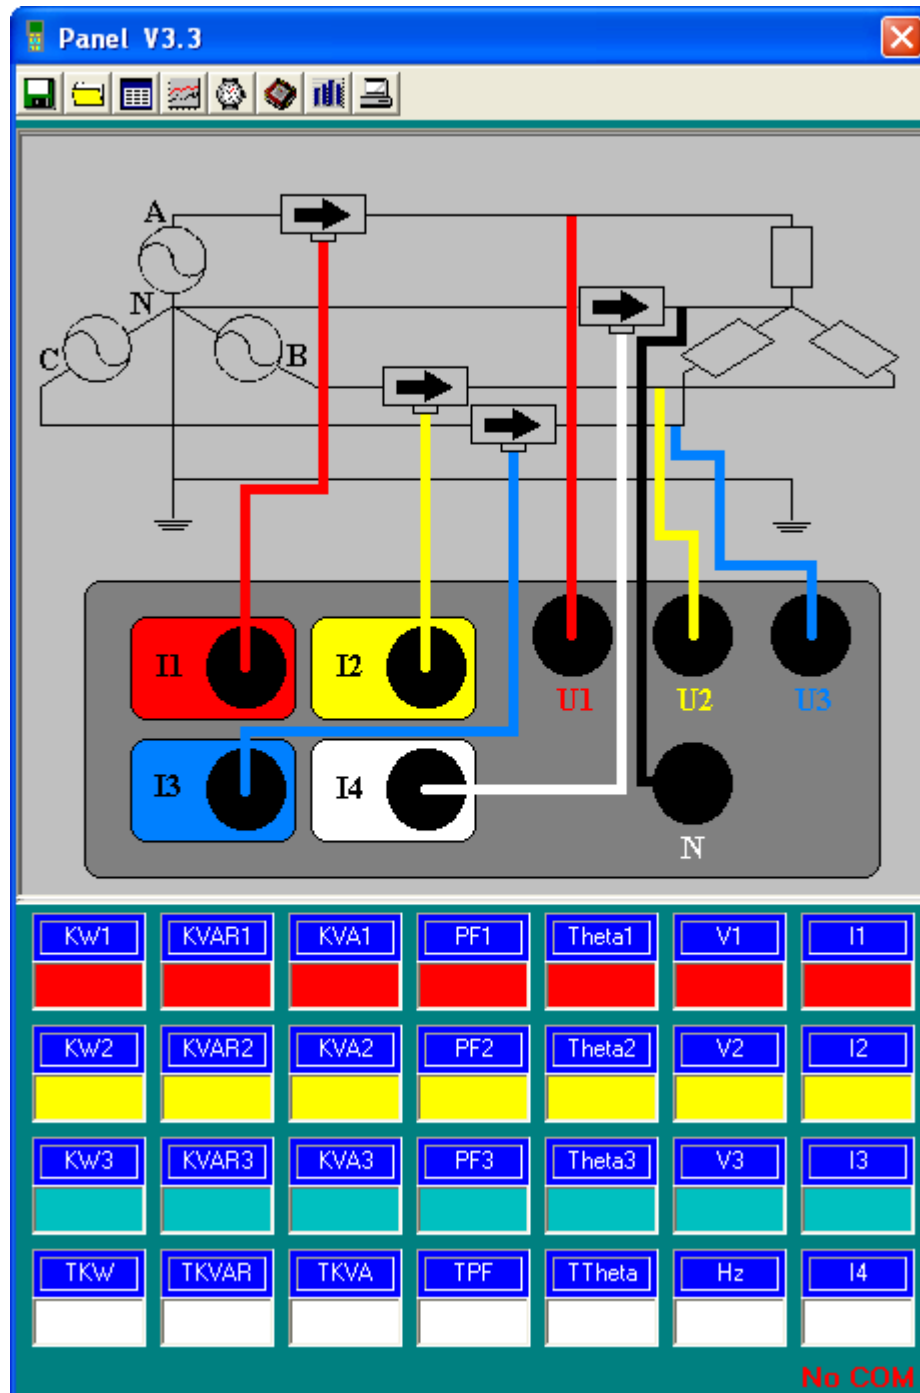 Panel V3.3
A
N
C
B
I1
I2
U1
U2
U3
I3
I4
N
KW1 KVAR1 KVA1 PF1 Theta1 V1 I1
KW2 KVAR2 KVA2 PF2 Theta2 V2 I2
KW3 KVAR3 KVA3 PF3 Theta3 V3 I3
TKW TKVAR TKVA TPF TTheta Hz I4
No COM